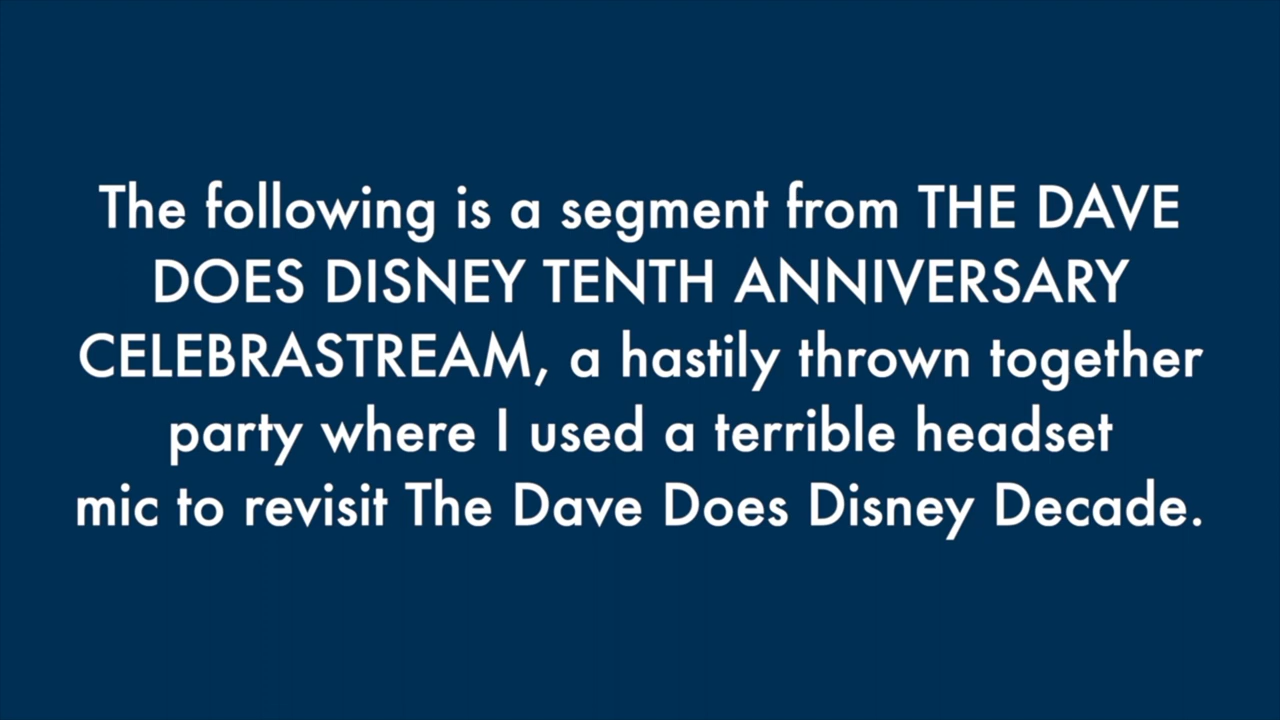 The following is a segment from THE DAVE
DOES DISNEY TENTH ANNIVERSARY
CELEBRASTREAM, a hastily thrown together
party where I used a terrible headset
mic to revisit The Dave Does Disney Decade.